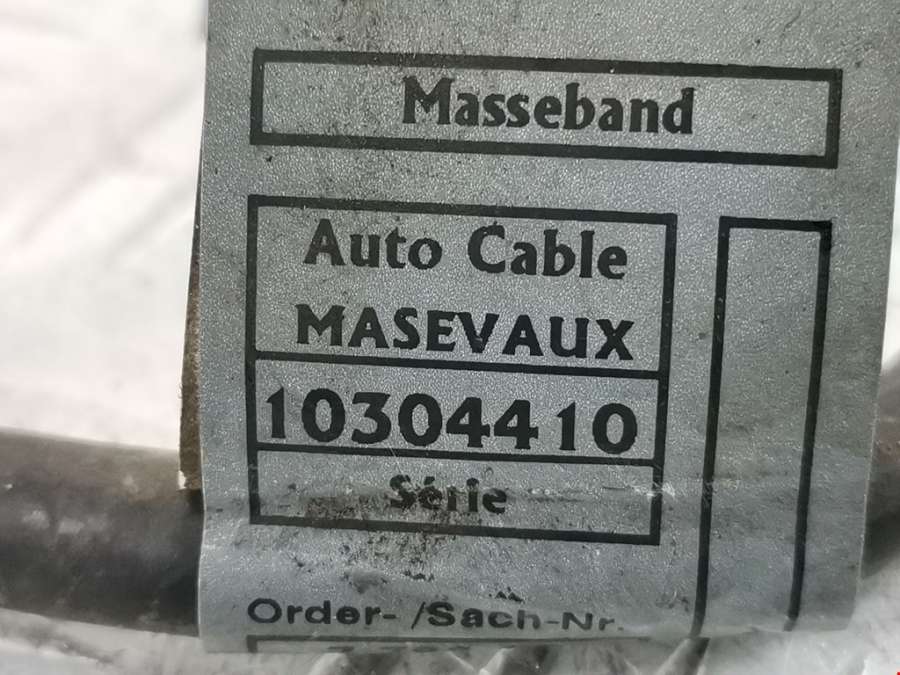 Masseband
Auto Cable
MASEVAUX
10304410
Série
Order- /Sach-Nr.